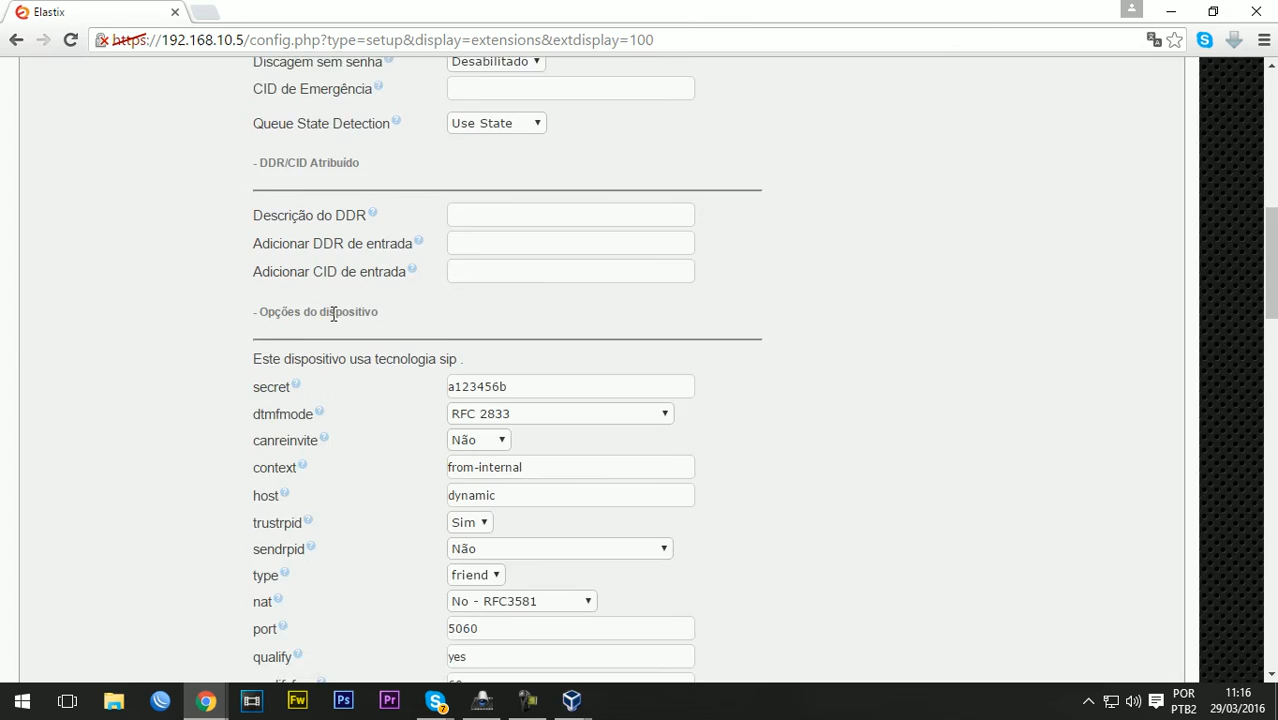 Elastix
https://192.168.10.5/config.php?type=setup&display=extensions&extdisplay=100
Discagem sem senha Desabilitado
CID de Emergência
Queue State Detection Use State
- DDR/CID Atribuído
Descrição do DDR
Adicionar DDR de entrada
Adicionar CID de entrada
- Opções do dispositivo
Este dispositivo usa tecnologia sip .
secret a123456b
dtmfmode RFC 2833
canreinvite Não
context from-internal
host dynamic
trustrpid Sim
sendrpid Não
type friend
nat No - RFC3581
port 5060
qualify yes
Fw Ps Pr
POR 11:16
PTB2 29/03/2016